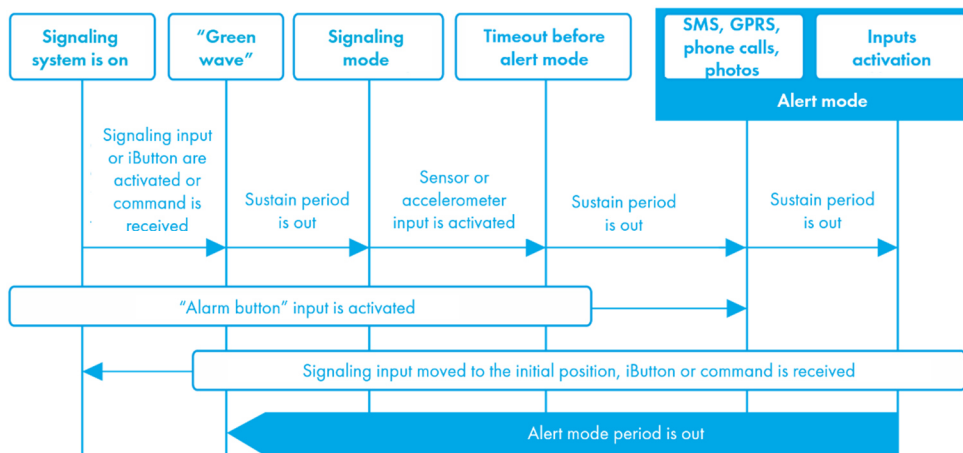 Signaling
system is on
“Green
wave”
Signaling
mode
Timeout before
alert mode
SMS, GPRS,
phone calls,
photos
Inputs
activation
Alert mode
Signaling input
or iButton are
activated or
command is
received
Sustain period
is out
Sensor or
accelerometer
input is activated
Sustain period
is out
Sustain period
is out
“Alarm button” input is activated
Signaling input moved to the initial position, iButton or command is received
Alert mode period is out